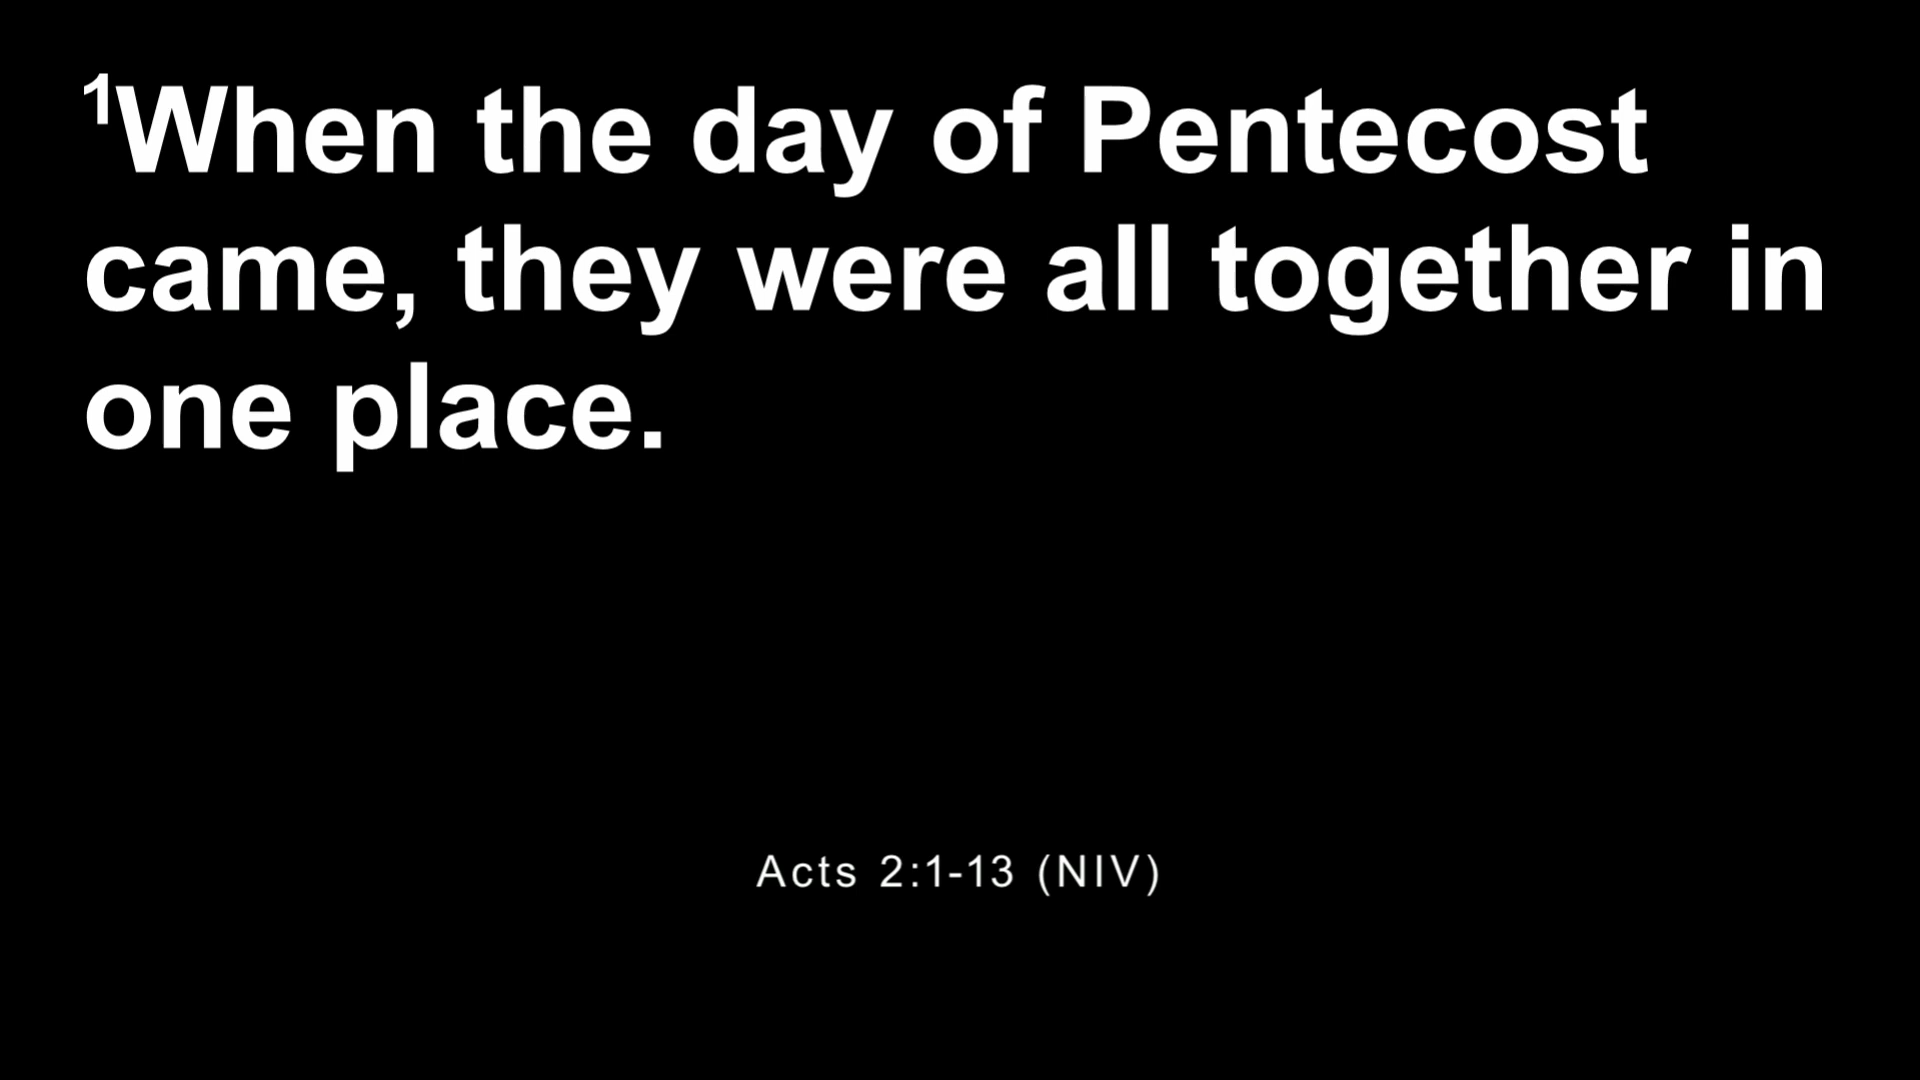 1When the day of Pentecost
came, they were all together in
one place.
Acts 2:1-13 (NIV)